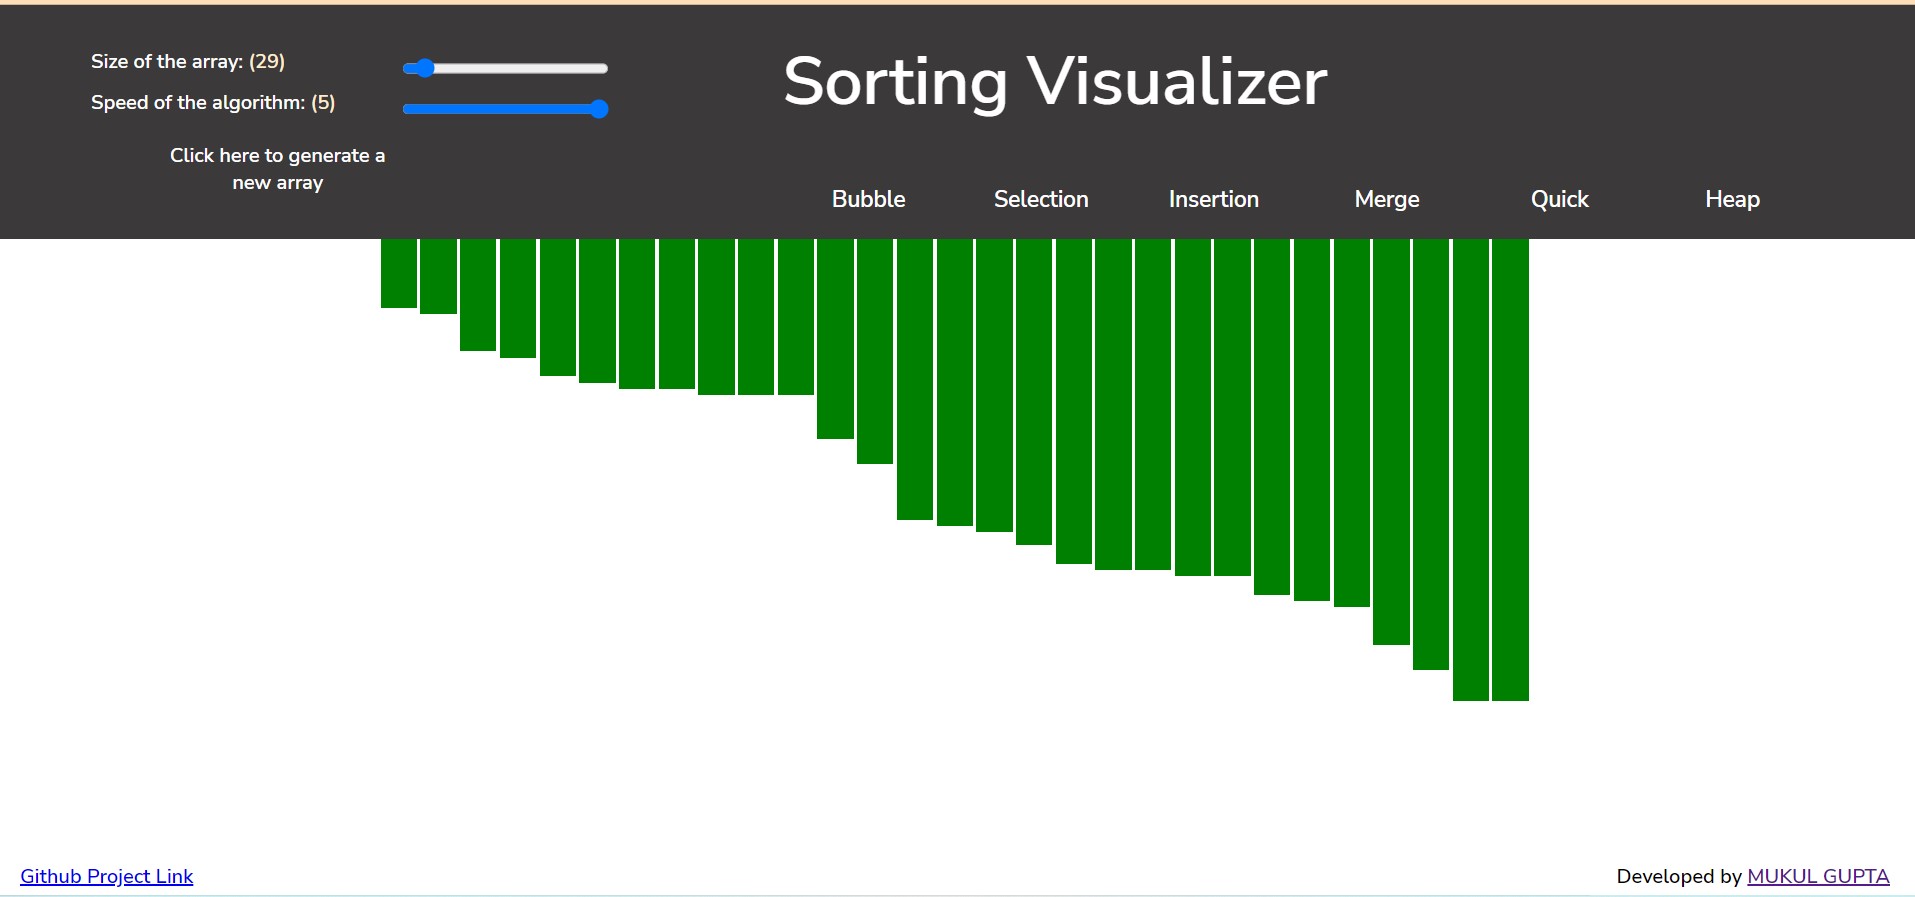 Size of the array: (29)
Speed of the algorithm: (5)
Click here to generate a
new array
Sorting Visualizer
Bubble Selection Insertion Merge Quick Heap
Github Project Link
Developed by MUKUL GUPTA